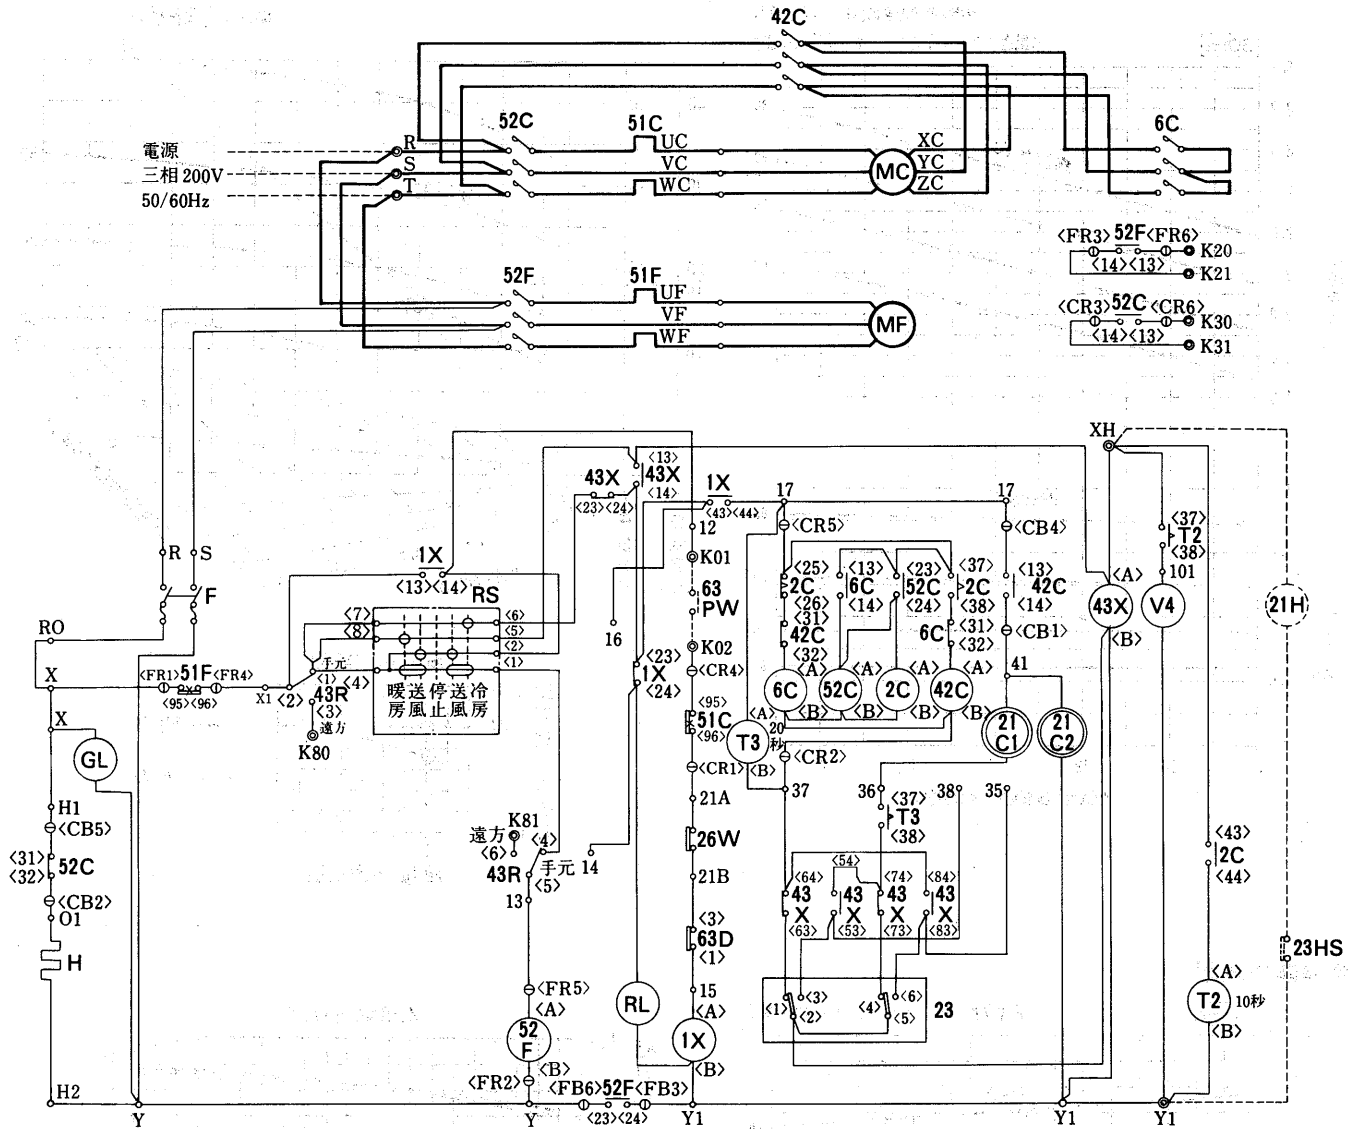 42C
52C
51C
6C
電源
三相200V
50/60Hz
R
S
T
UC
VC
WC
MC
XC
YC
ZC
<FR3> 52F <FR6>
K20
<14> <13>
K21
<CR3> 52C <CR6>
K30
<14> <13>
K31
52F
51F
UF
VF
WF
MF
XH
R
S
F
1X
<13> <14>
RS
43X
<23> <24>
<13>
43X
<14>
1X
<43> <44>
17
17
12
<CR5>
<CB4>
K01
63
PW
K02
<CR4>
16
<25>
2C
<26>
<31>
42C
<32>
<13>
6C
<14>
<23>
52C
<24>
<37>
2C
<38>
6C
<31>
<32>
<13>
42C
<14>
<CB1>
41
<37>
T2
<38>
101
<A>
43X
<B>
V4
21H
RO
X
<FR1> 51F <FR4>
<95> <96>
X1
<2>
手元
<1>
43R
<3>
遠方
K80
<7>
<8>
<4>
<6>
<5>
<2>
<1>
暖房
送風
停止
送風
冷房
<23>
1X
<24>
<95>
51C
<96>
<CR1>
<A>
T3
20秒
<B>
<A>
6C
<B>
<A>
52C
<B>
<A>
2C
<B>
<A>
42C
<B>
21
C1
21
C2
X
GL
<CR2>
37
36
38
35
<37>
T3
<38>
H1
<CB5>
<31>
52C
<32>
<CB2>
O1
H
H2
21A
26W
21B
<3>
63D
<1>
15
K81
遠方
<6>
<4>
43R
手元
14
<5>
13
<FR5>
<A>
52
F
<B>
<FR2>
RL
<A>
1X
<B>
<64>
43
X
<63>
<54>
43
X
<53>
<74>
43
X
<73>
<84>
43
X
<83>
<1>
<3>
<2>
<4>
<6>
<5>
23
<43>
2C
<44>
23HS
<A>
T2
10秒
<B>
<FB6> 52F <FB3>
<23> <24>
Y
Y
Y1
Y1
Y1